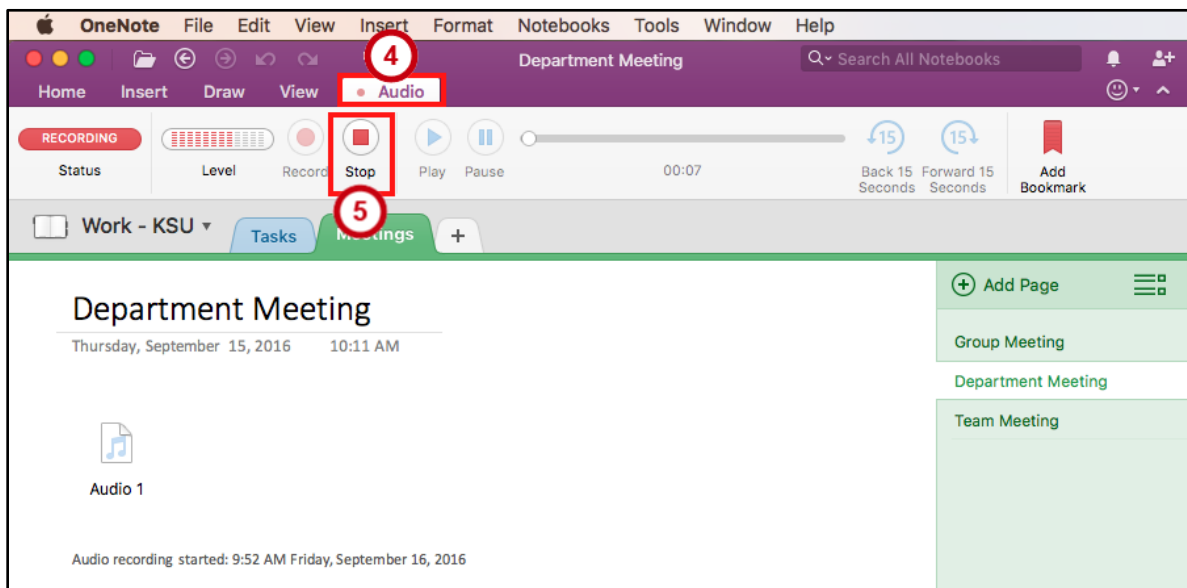 OneNote File Edit View Insert Format Notebooks Tools Window Help
4
Department Meeting
Search All Notebooks
Home Insert Draw View Audio
RECORDING
15 15
Status Level Record Stop Play Pause 00:07 Back 15 Seconds Forward 15 Seconds Add Bookmark
5
Work - KSU Tasks Meetings +
Department Meeting
Thursday, September 15, 2016 10:11 AM
Audio 1
Audio recording started: 9:52 AM Friday, September 16, 2016
Add Page
Group Meeting
Department Meeting
Team Meeting